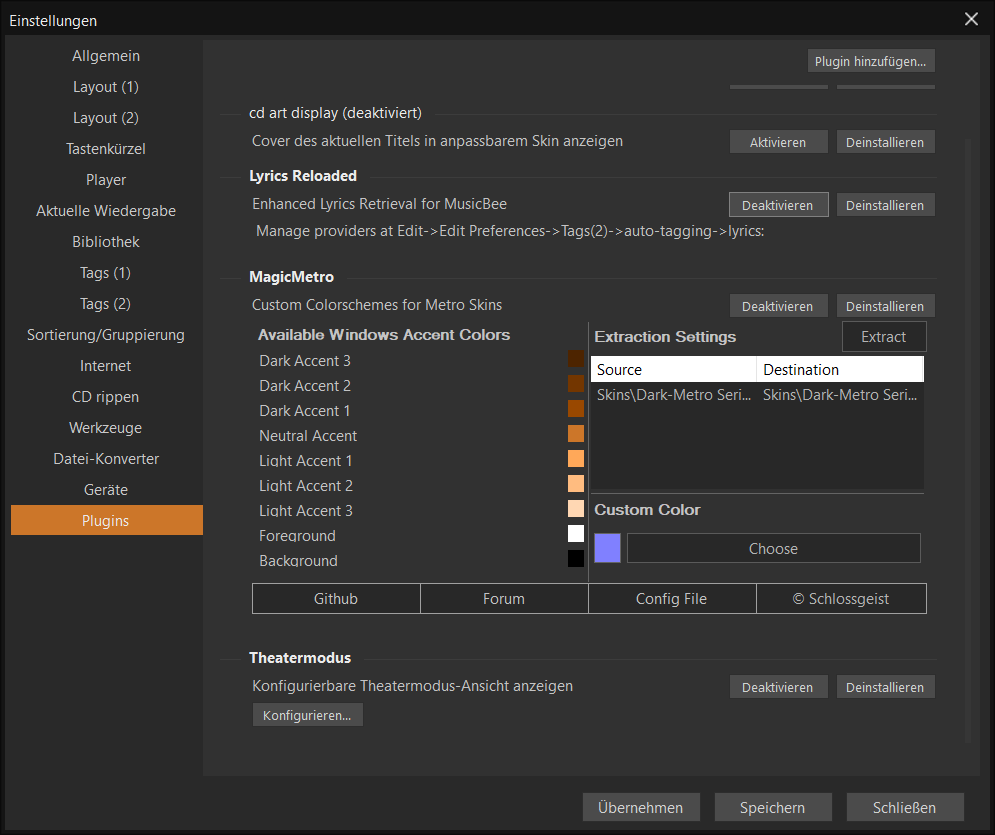 Einstellungen
Allgemein
Layout (1)
Layout (2)
Tastenkürzel
Player
Aktuelle Wiedergabe
Bibliothek
Tags (1)
Tags (2)
Sortierung/Gruppierung
Internet
CD rippen
Werkzeuge
Datei-Konverter
Geräte
Plugins
Plugin hinzufügen...
cd art display (deaktiviert)
Cover des aktuellen Titels in anpassbarem Skin anzeigen
Aktivieren
Deinstallieren
Lyrics Reloaded
Enhanced Lyrics Retrieval for MusicBee
Deaktivieren
Deinstallieren
Manage providers at Edit->Edit Preferences->Tags(2)->auto-tagging->lyrics:
MagicMetro
Custom Colorschemes for Metro Skins
Deaktivieren
Deinstallieren
Available Windows Accent Colors
Dark Accent 3
Dark Accent 2
Dark Accent 1
Neutral Accent
Light Accent 1
Light Accent 2
Light Accent 3
Foreground
Background
Extraction Settings
Extract
Source
Destination
Skins\Dark-Metro Seri...
Skins\Dark-Metro Seri...
Custom Color
Choose
Github
Forum
Config File
© Schlossgeist
Theatermodus
Konfigurierbare Theatermodus-Ansicht anzeigen
Deaktivieren
Deinstallieren
Konfigurieren...
Übernehmen
Speichern
Schließen